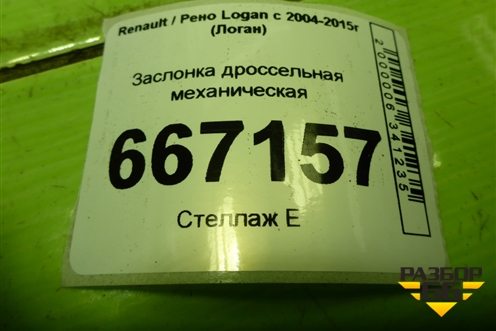 Renault / Рено Logan с 2004-2015г
(Логан)
Заслонка дроссельная
механическая
667157
Стеллаж Е
2000006341235
РАЗБОР